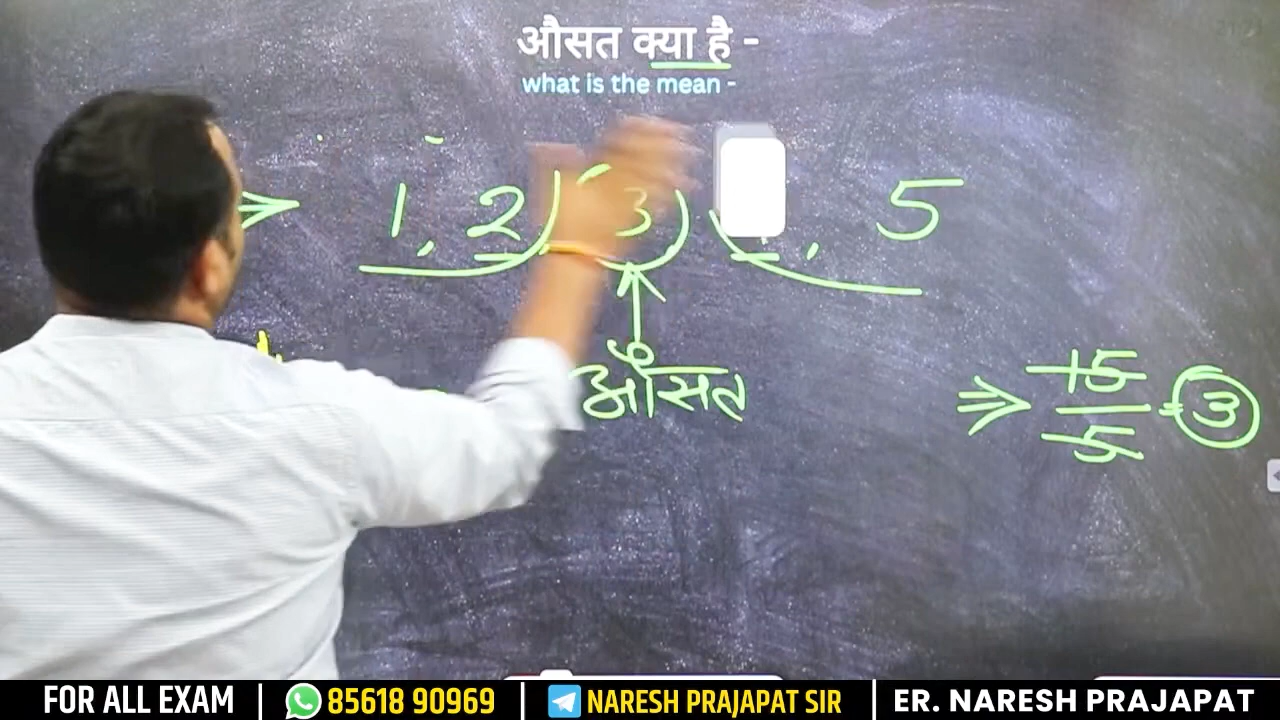 औसत क्या है -
what is the mean -
1, 2 3 , 5
औसत
15
5
= 3
FOR ALL EXAM 85618 90969 NARESH PRAJAPAT SIR ER. NARESH PRAJAPAT